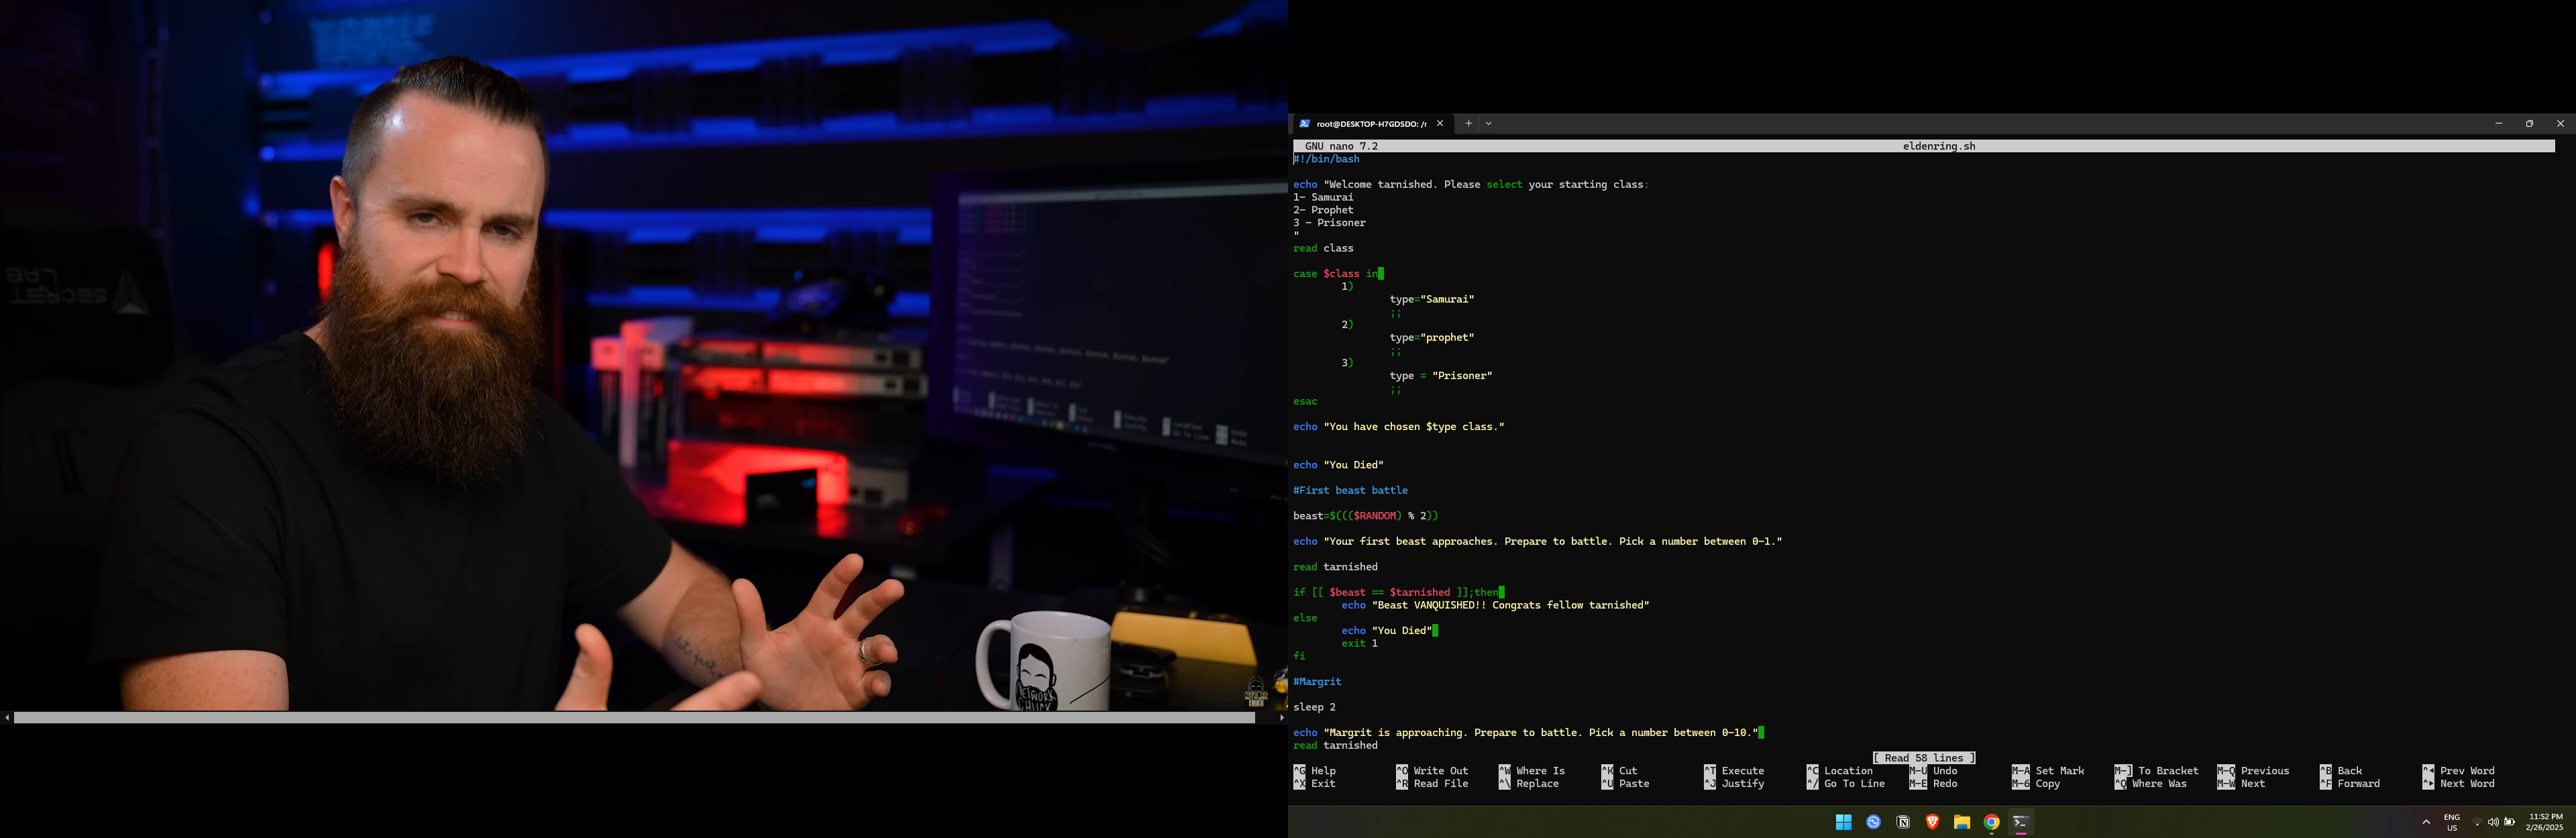 SECRET
LAB
NETWORK
CHUCK
root@DESKTOP-H7GDSDO: /r
GNU nano 7.2 eldenring.sh
#!/bin/bash
echo "Welcome tarnished. Please select your starting class:
1- Samurai
2- Prophet
3 - Prisoner
"
read class
case $class in
1)
type="Samurai"
;;
2)
type="prophet"
;;
3)
type = "Prisoner"
;;
esac
echo "You have chosen $type class."
echo "You Died"
#First beast battle
beast=$((($RANDOM) % 2))
echo "Your first beast approaches. Prepare to battle. Pick a number between 0-1."
read tarnished
if [[ $beast == $tarnished ]];then
echo "Beast VANQUISHED!! Congrats fellow tarnished"
else
echo "You Died"
exit 1
fi
#Margrit
sleep 2
echo "Margrit is approaching. Prepare to battle. Pick a number between 0-10."
read tarnished
[ Read 58 lines ]
^G Help ^O Write Out ^W Where Is ^K Cut ^T Execute ^C Location M-U Undo M-A Set Mark M-] To Bracket M-Q Previous ^B Back ^◂ Prev Word
^X Exit ^R Read File ^\ Replace ^U Paste ^J Justify ^/ Go To Line M-E Redo M-6 Copy ^Q Where Was M-W Next ^F Forward ^▸ Next Word
ENG
US
11:52 PM
2/26/2025